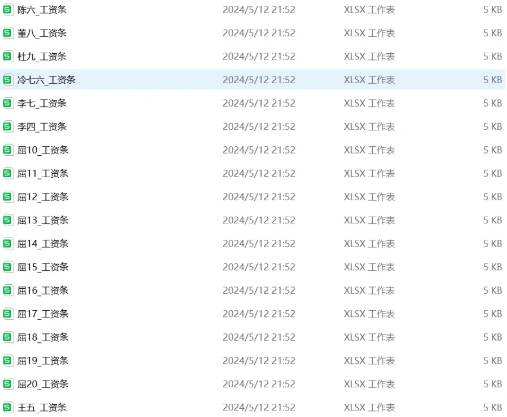 陈六_工资条 2024/5/12 21:52 XLSX 工作表 5 KB
董八_工资条 2024/5/12 21:52 XLSX 工作表 5 KB
杜九_工资条 2024/5/12 21:52 XLSX 工作表 5 KB
冷七六_工资条 2024/5/12 21:52 XLSX 工作表 5 KB
李七_工资条 2024/5/12 21:52 XLSX 工作表 5 KB
李四_工资条 2024/5/12 21:52 XLSX 工作表 5 KB
屈10_工资条 2024/5/12 21:52 XLSX 工作表 5 KB
屈11_工资条 2024/5/12 21:52 XLSX 工作表 5 KB
屈12_工资条 2024/5/12 21:52 XLSX 工作表 5 KB
屈13_工资条 2024/5/12 21:52 XLSX 工作表 5 KB
屈14_工资条 2024/5/12 21:52 XLSX 工作表 5 KB
屈15_工资条 2024/5/12 21:52 XLSX 工作表 5 KB
屈16_工资条 2024/5/12 21:52 XLSX 工作表 5 KB
屈17_工资条 2024/5/12 21:52 XLSX 工作表 5 KB
屈18_工资条 2024/5/12 21:52 XLSX 工作表 5 KB
屈19_工资条 2024/5/12 21:52 XLSX 工作表 5 KB
屈20_工资条 2024/5/12 21:52 XLSX 工作表 5 KB
王五_工资条 2024/5/12 21:52 XLSX 工作表 5 KB